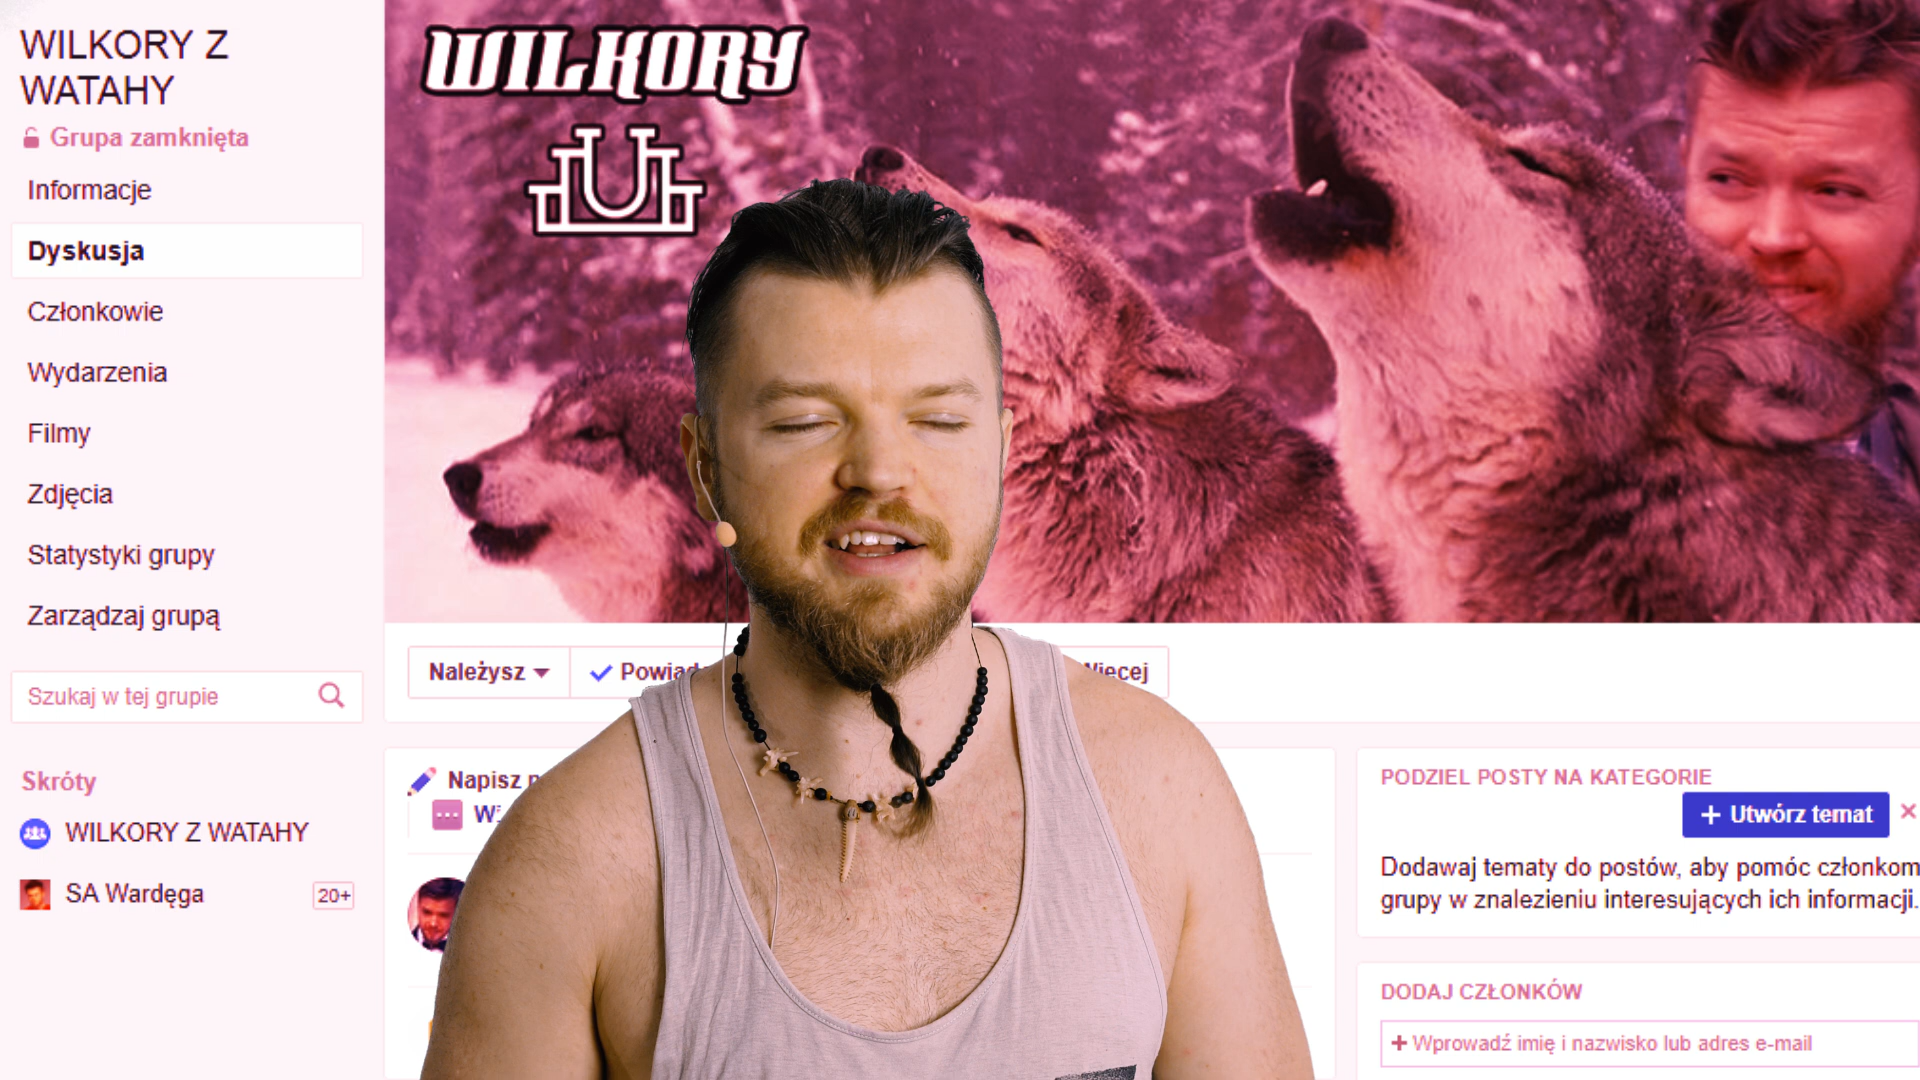 WILKORY Z
WATAHY
Grupa zamknięta
Informacje
Dyskusja
Członkowie
Wydarzenia
Filmy
Zdjęcia
Statystyki grupy
Zarządzaj grupą
Szukaj w tej grupie
Skróty
WILKORY Z WATAHY
SA Wardęga
20+
WILKORY
Należysz
Napisz
PODZIEL POSTY NA KATEGORIE
+ Utwórz temat
Dodawaj tematy do postów, aby pomóc członkom
grupy w znalezieniu interesujących ich informacji.
DODAJ CZŁONKÓW
+ Wprowadź imię i nazwisko lub adres e-mail